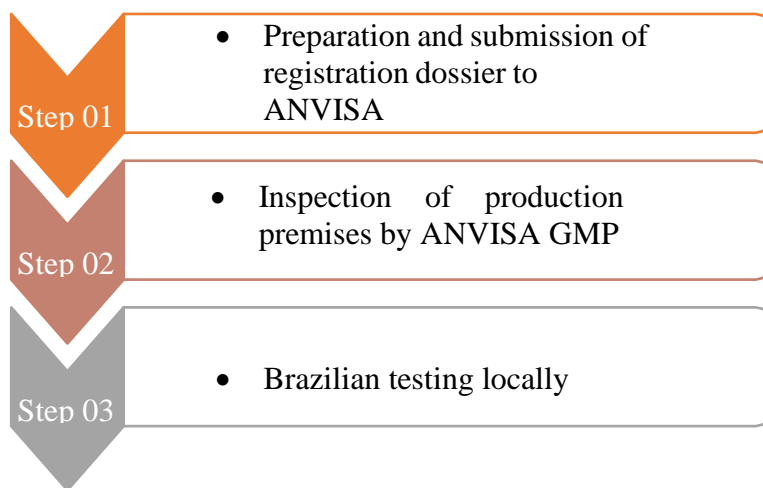 Step 01
• Preparation and submission of
registration dossier to
ANVISA
Step 02
• Inspection of production
premises by ANVISA GMP
Step 03
• Brazilian testing locally